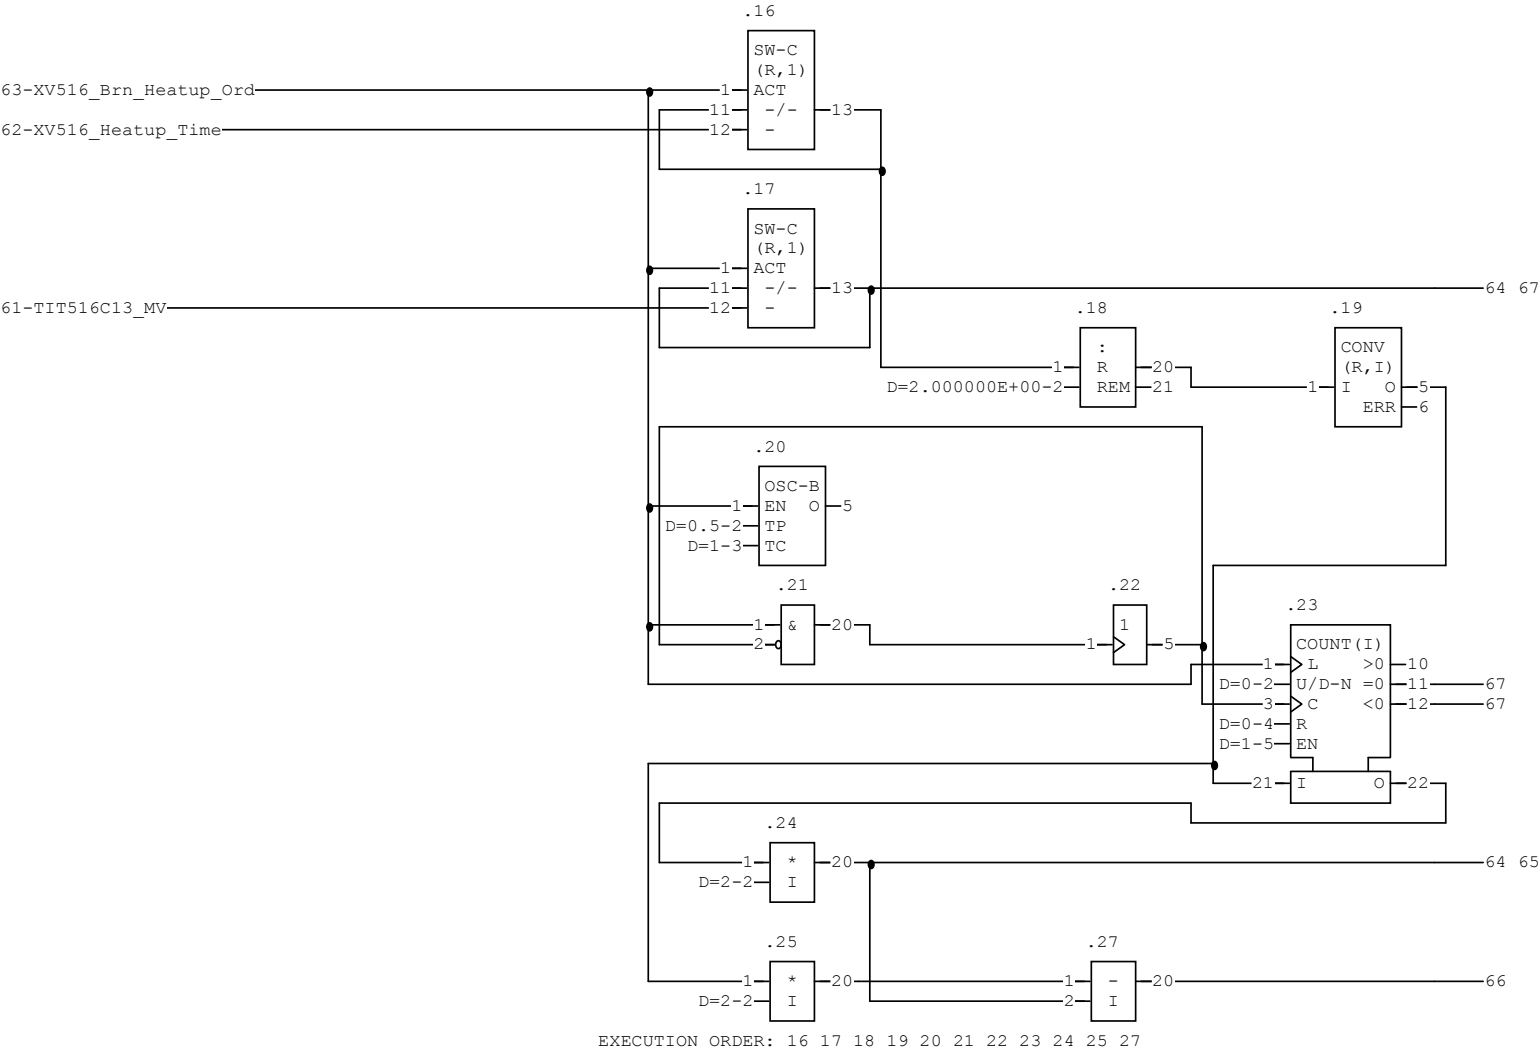 .16
SW-C
(R,1)
63-XV516_Brn_Heatup_Ord 1 ACT
11 -/- 13
62-XV516_Heatup_Time 12 -
.17
SW-C
(R,1)
1 ACT
11 -/- 13 64 67
61-TIT516C13_MV 12 -
.18 .19
: CONV
1 R 20 (R,I)
D=2.000000E+00-2 REM 21 1 I O 5
ERR 6
.20
OSC-B
1 EN O 5
D=0.5-2 TP
D=1-3 TC
.21 .22 .23
1 & 20 1
2 1 5 COUNT(I)
1 L >0 10
D=0-2 U/D-N =0 11 67
3 C <0 12 67
D=0-4 R
D=1-5 EN
21 I O 22
.24
1 * 20 64 65
D=2-2 I
.25 .27
1 * 20 1 - 20 66
D=2-2 I 2 I
EXECUTION ORDER: 16 17 18 19 20 21 22 23 24 25 27